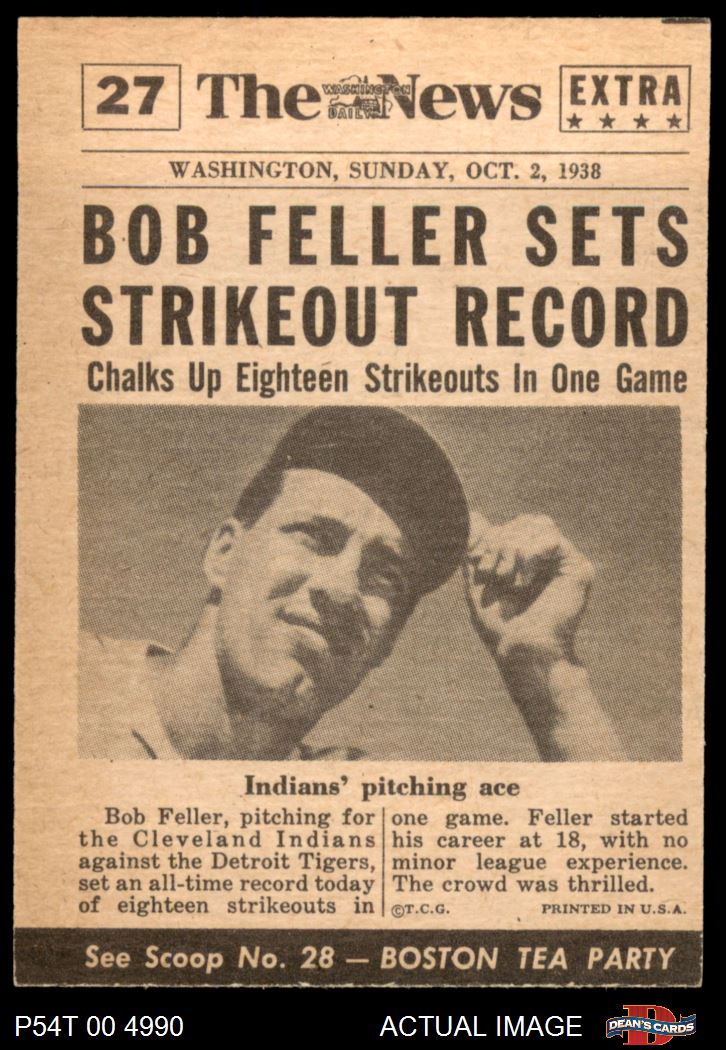 27 The WASHINGTON DAILY News EXTRA
WASHINGTON, SUNDAY, OCT. 2, 1938
BOB FELLER SETS
STRIKEOUT RECORD
Chalks Up Eighteen Strikeouts In One Game
Indians' pitching ace
Bob Feller, pitching for
the Cleveland Indians
against the Detroit Tigers,
set an all-time record today
of eighteen strikeouts in
one game. Feller started
his career at 18, with no
minor league experience.
The crowd was thrilled.
©T.C.G. PRINTED IN U.S.A.
See Scoop No. 28 — BOSTON TEA PARTY
P54T 00 4990 ACTUAL IMAGE D DEAN'S CARDS